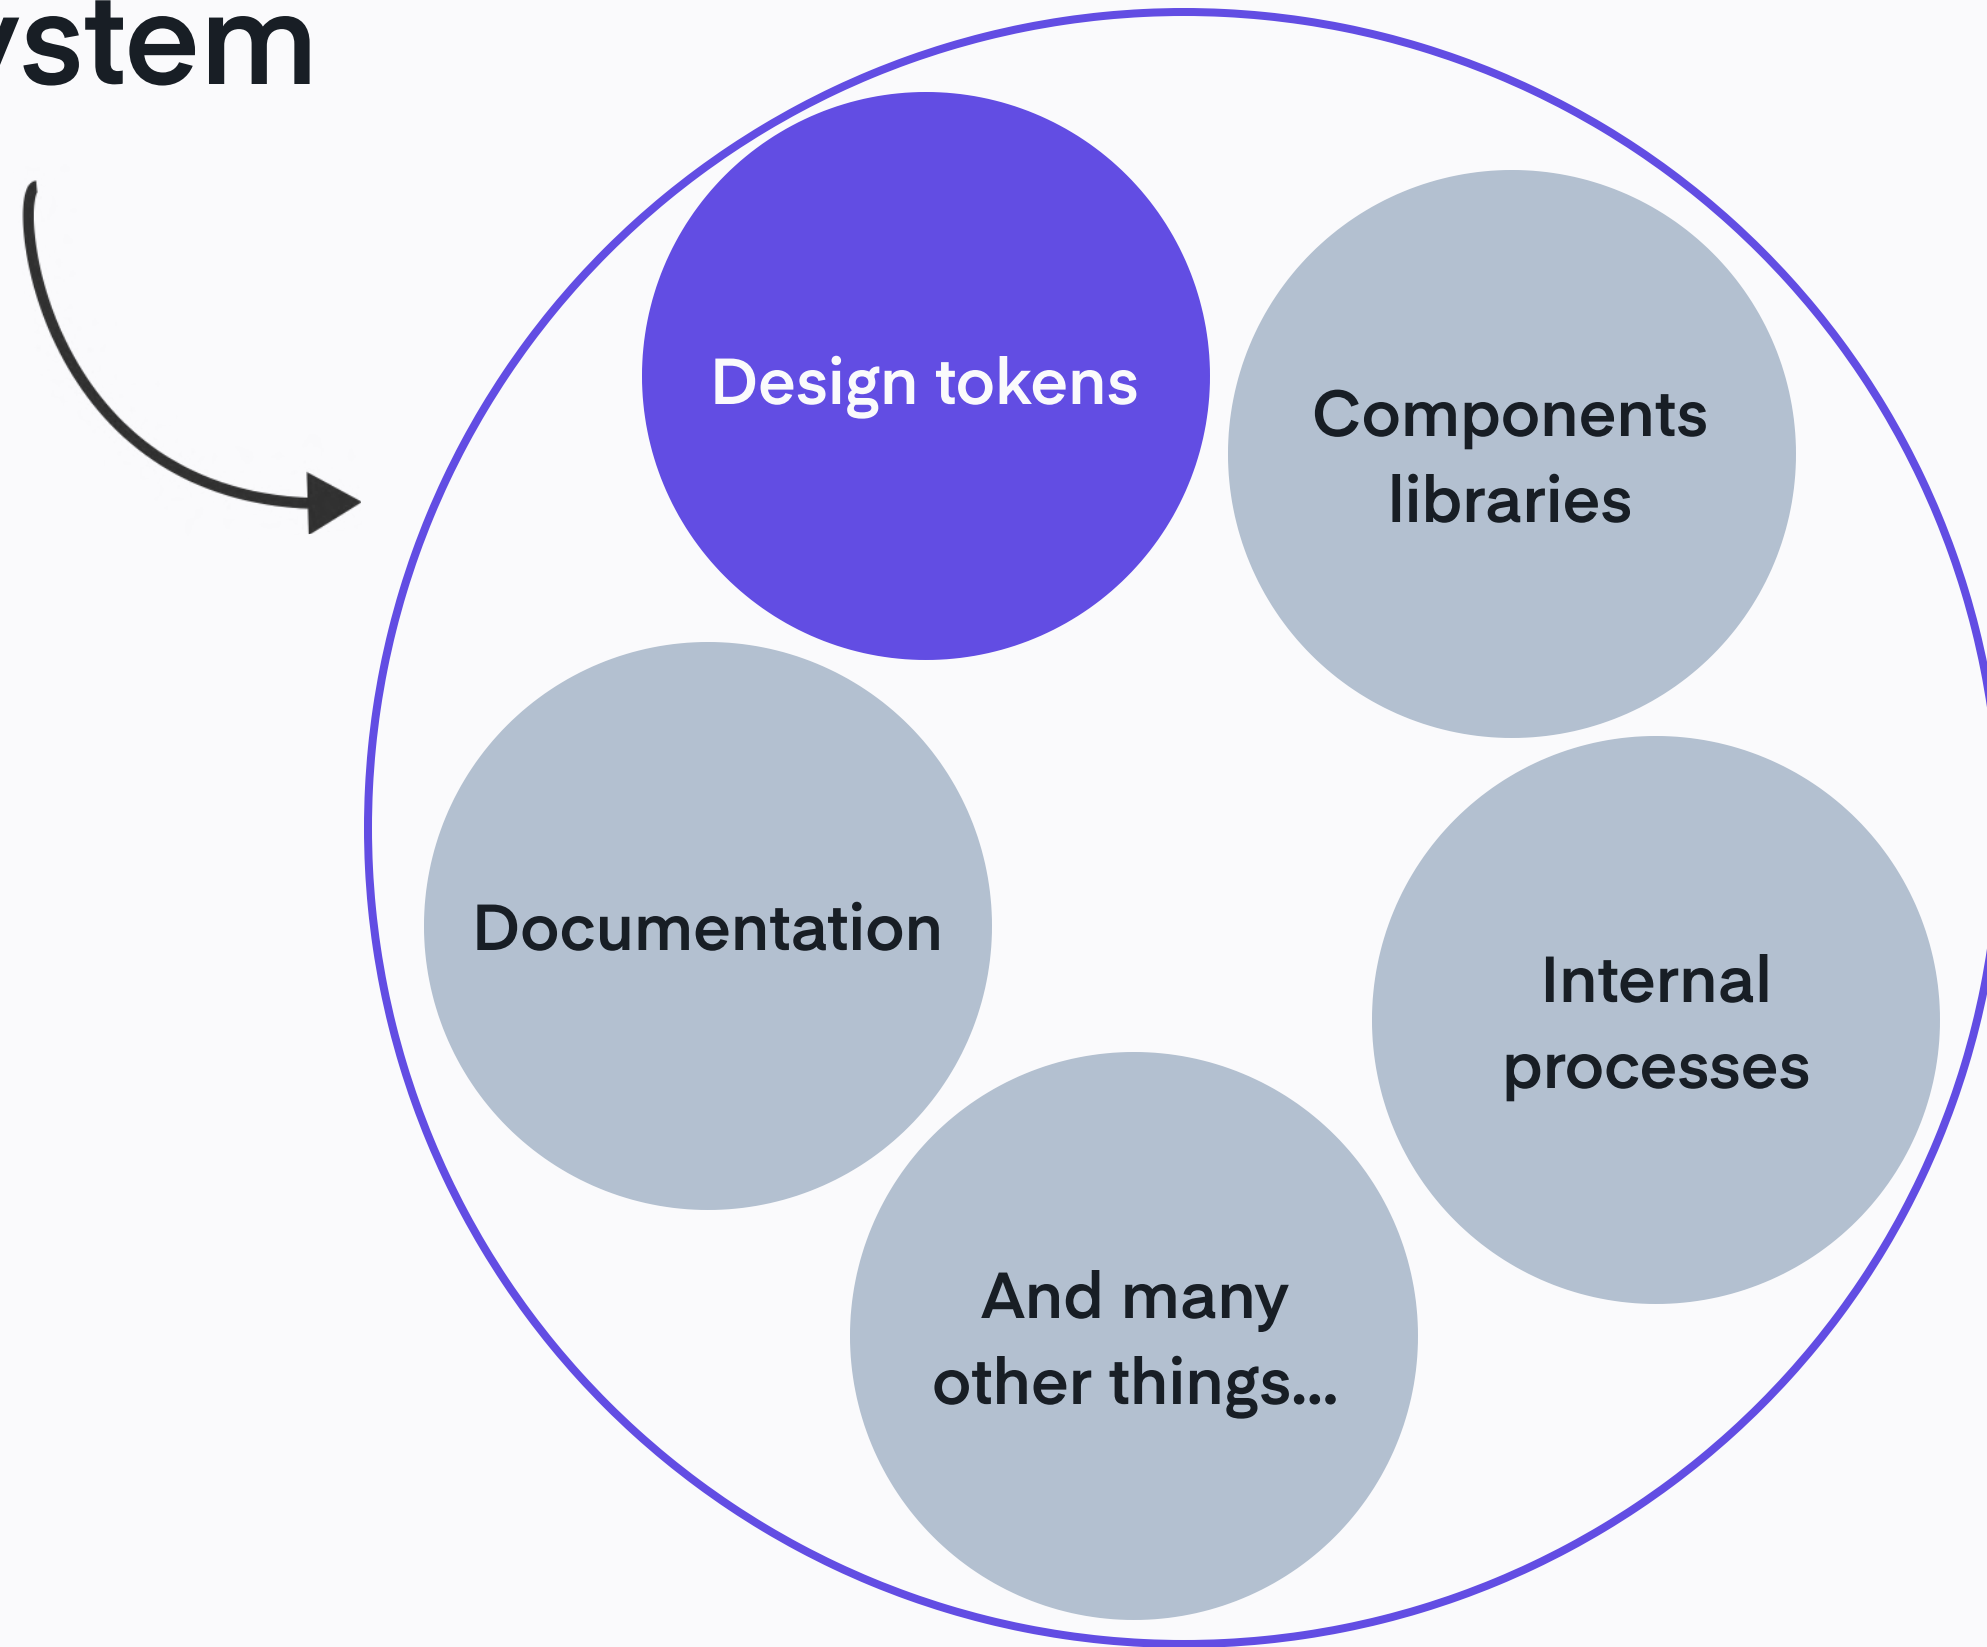 ystem
Design tokens
Components
libraries
Documentation
Internal
processes
And many
other things...